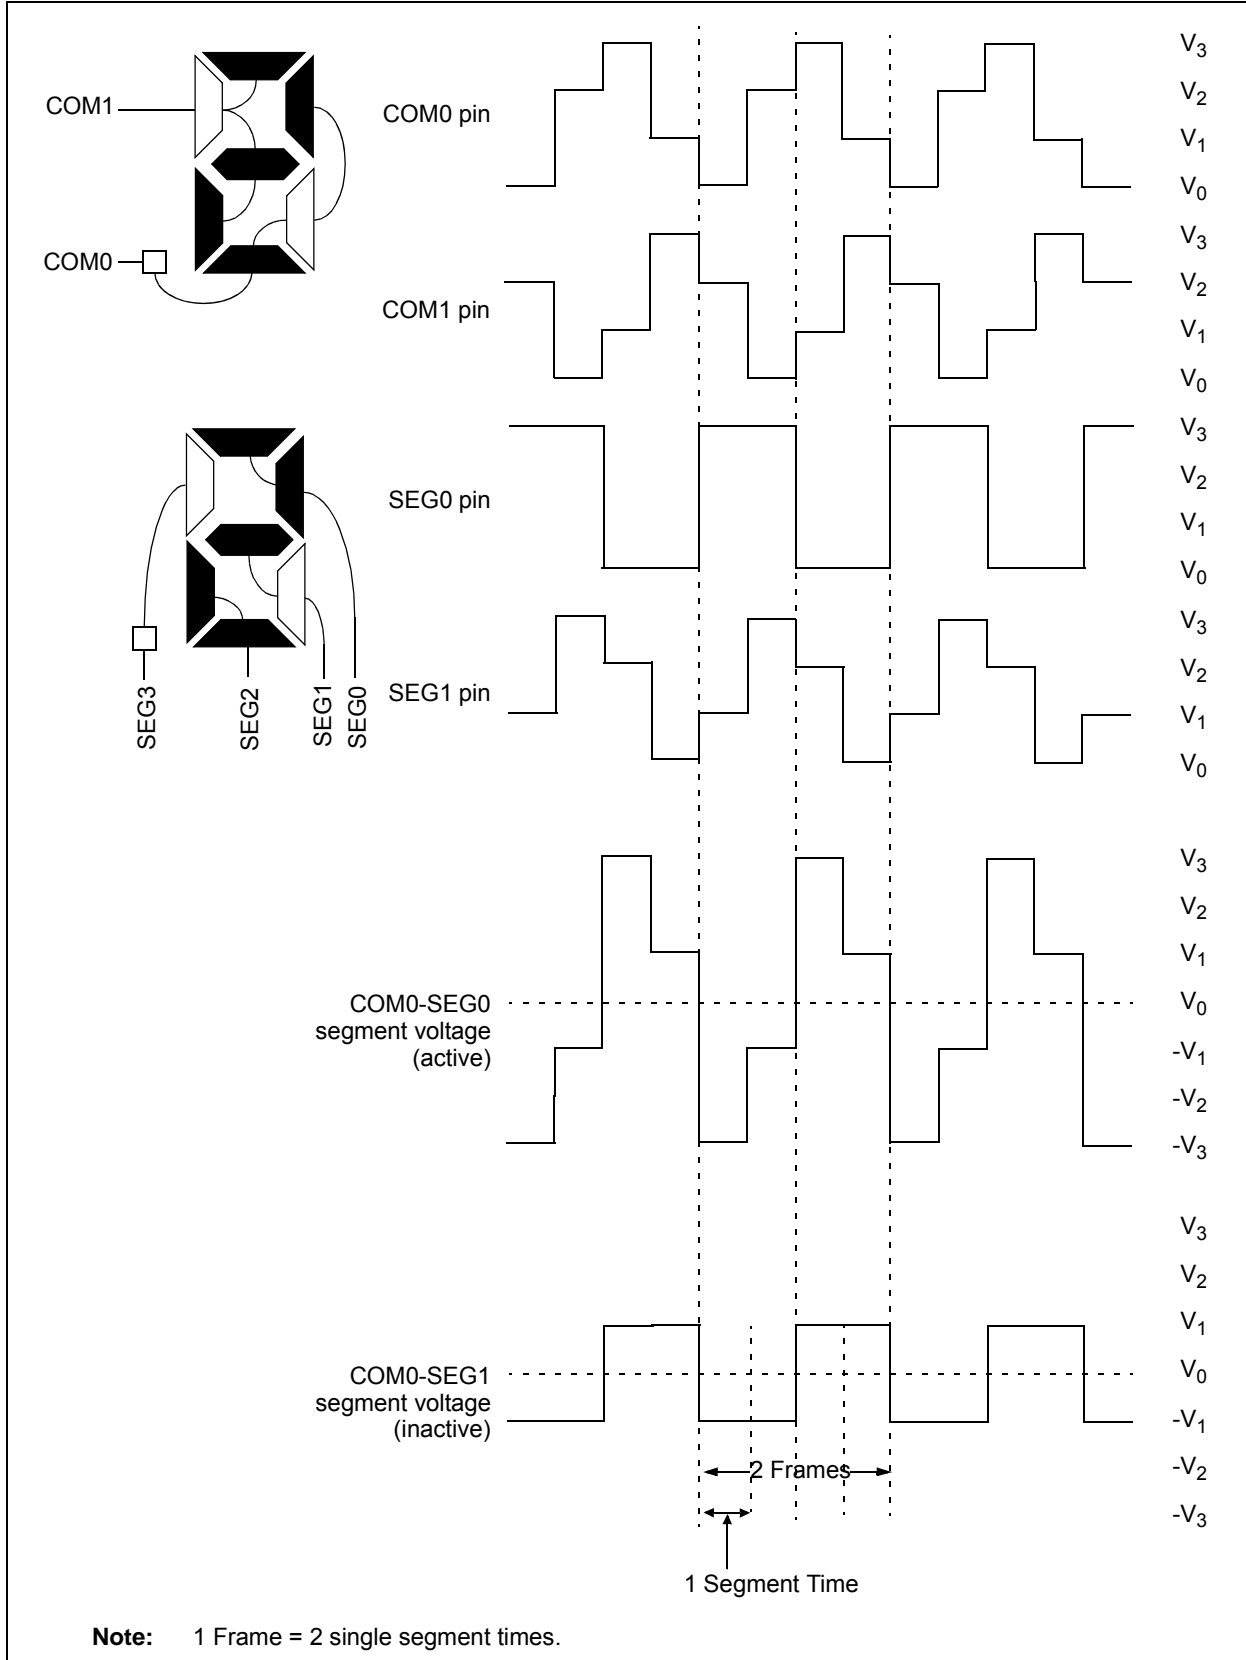 COM1
COM0
SEG3
SEG2
SEG1
SEG0
COM0 pin
V3
V2
V1
V0
COM1 pin
V3
V2
V1
V0
SEG0 pin
V3
V2
V1
V0
SEG1 pin
V3
V2
V1
V0
COM0-SEG0
segment voltage
(active)
V3
V2
V1
V0
-V1
-V2
-V3
COM0-SEG1
segment voltage
(inactive)
V3
V2
V1
V0
-V1
-V2
-V3
2 Frames
1 Segment Time
Note: 1 Frame = 2 single segment times.